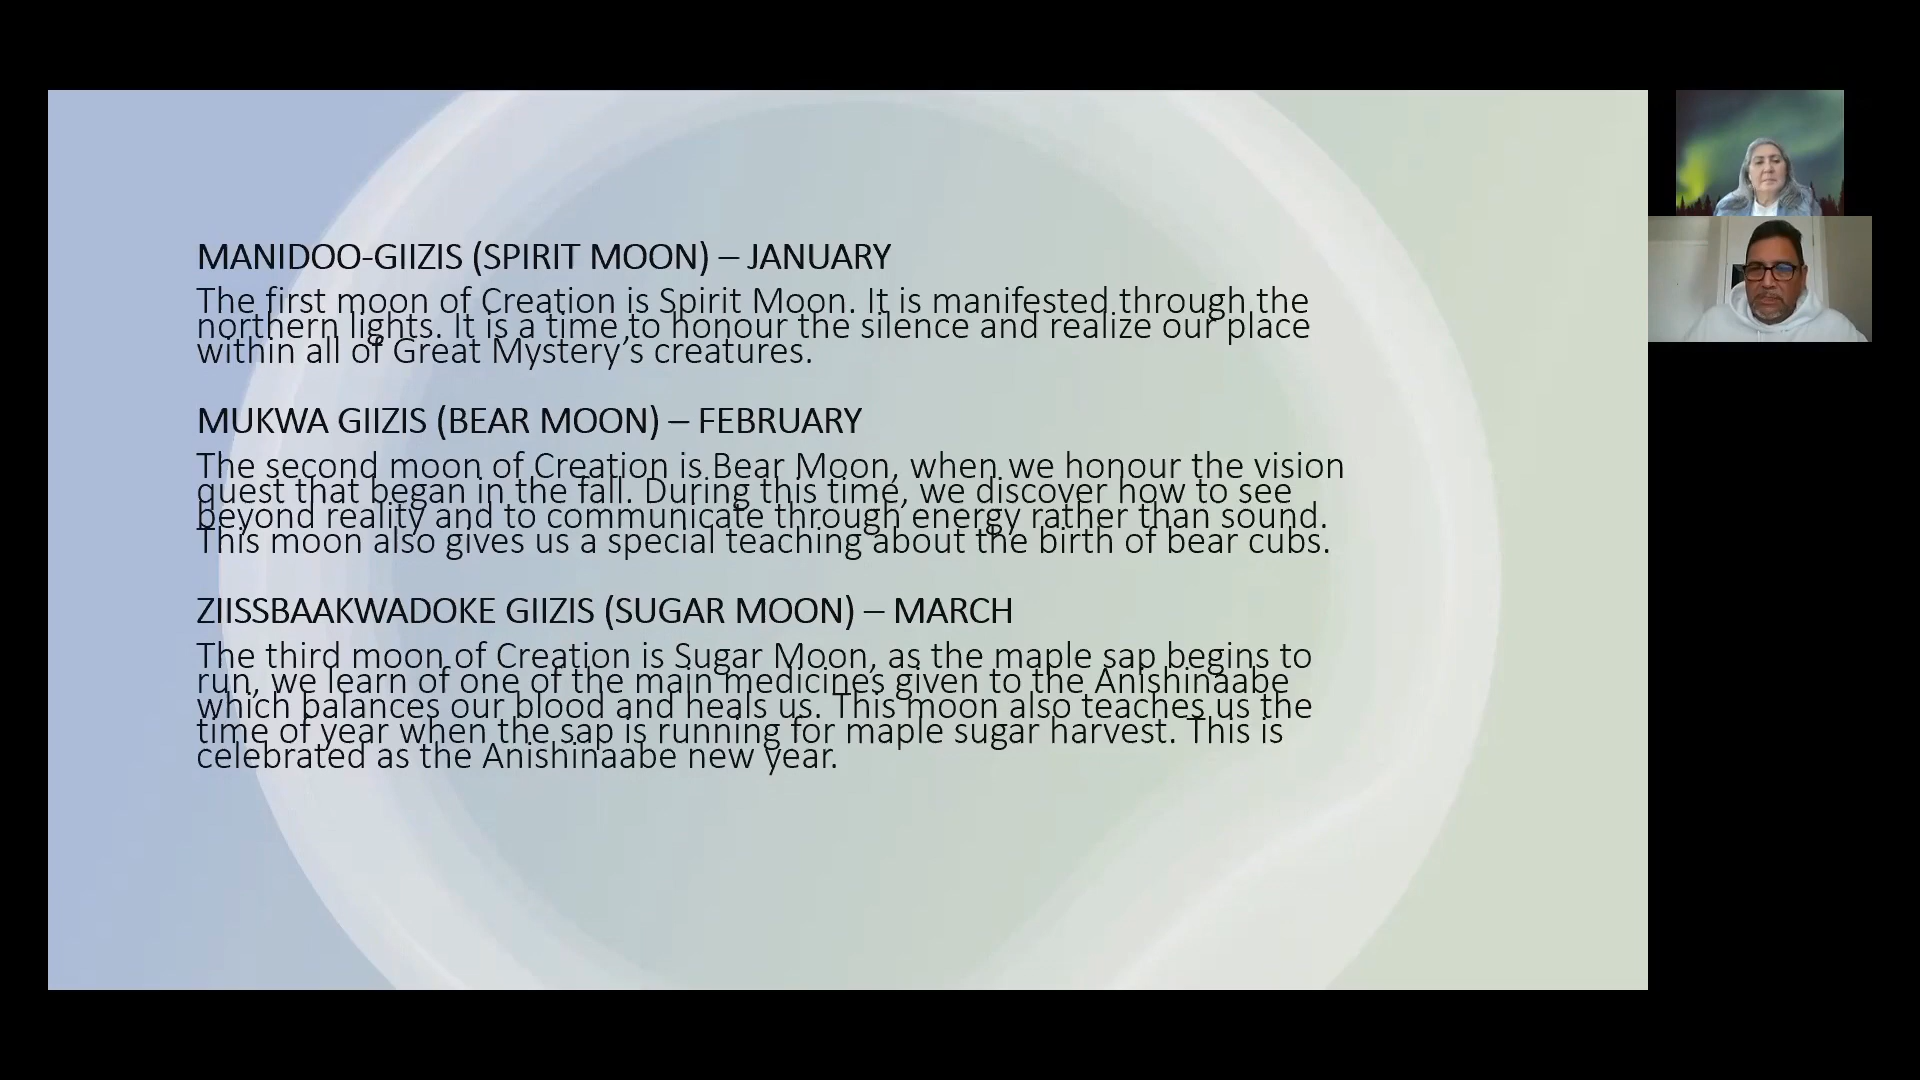 MANIDOO-GIIZIS (SPIRIT MOON) – JANUARY
The first moon of Creation is Spirit Moon. It is manifested through the
northern lights. It is a time to honour the silence and realize our place
within all of Great Mystery's creatures.
MUKWA GIIZIS (BEAR MOON) – FEBRUARY
The second moon of Creation is Bear Moon, when we honour the vision
quest that began in the fall. During this time, we discover how to see
beyond reality and to communicate through energy rather than sound.
This moon also gives us a special teaching about the birth of bear cubs.
ZIISSBAAKWADOKE GIIZIS (SUGAR MOON) – MARCH
The third moon of Creation is Sugar Moon, as the maple sap begins to
run, we learn of one of the main medicines given to the Anishinaabe
which balances our blood and heals us. This moon also teaches us the
time of year when the sap is running for maple sugar harvest. This is
celebrated as the Anishinaabe new year.